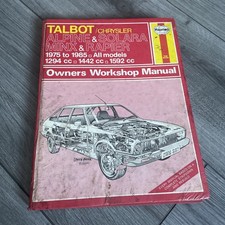 TALBOT/CHRYSLER
ALPINE & SOLARA
MINX & RAPIER
1975 to 1985 □ All models
1294 cc □ 1442 cc □ 1592 cc
Haynes
Owners Workshop Manual